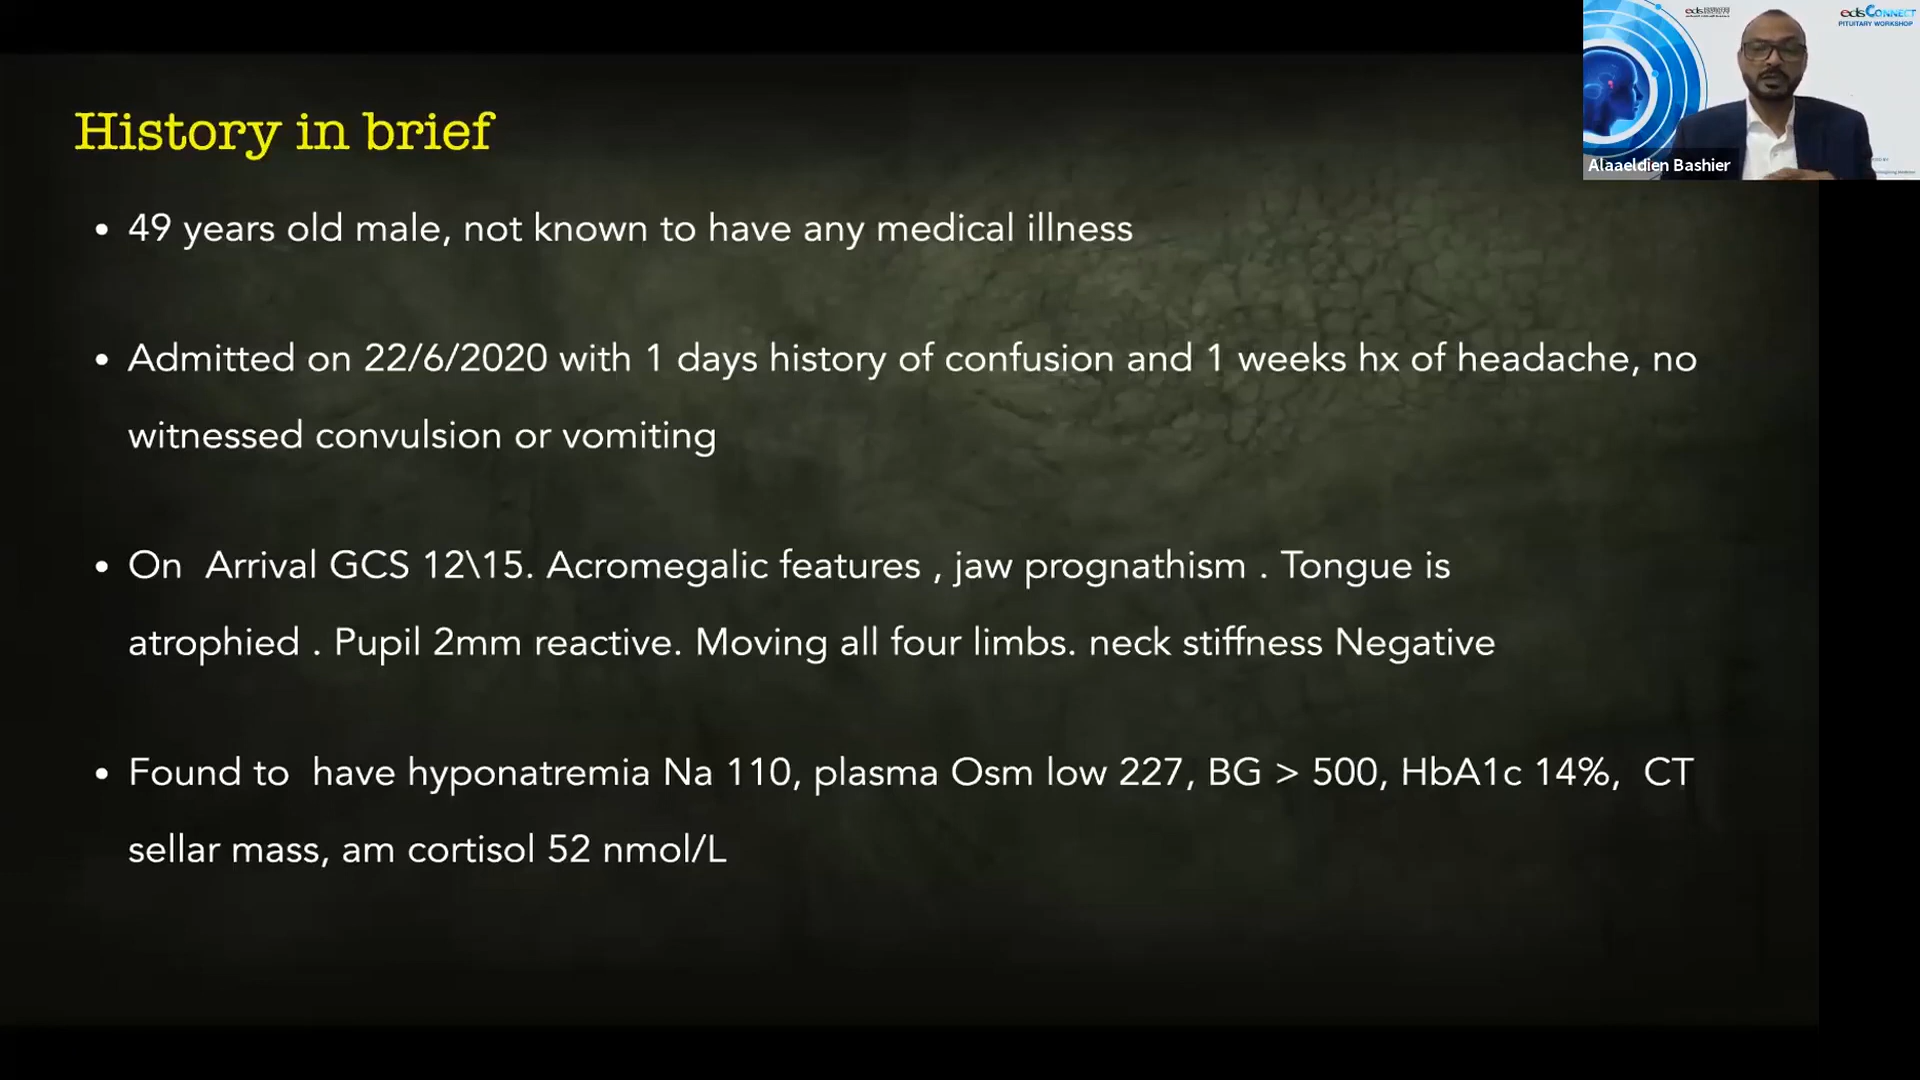 edsConnect
PITUITARY WORKSHOP
Alaaeldien Bashier
History in brief
• 49 years old male, not known to have any medical illness
• Admitted on 22/6/2020 with 1 days history of confusion and 1 weeks hx of headache, no
witnessed convulsion or vomiting
• On Arrival GCS 12\15. Acromegalic features , jaw prognathism . Tongue is
atrophied . Pupil 2mm reactive. Moving all four limbs. neck stiffness Negative
• Found to have hyponatremia Na 110, plasma Osm low 227, BG > 500, HbA1c 14%, CT
sellar mass, am cortisol 52 nmol/L